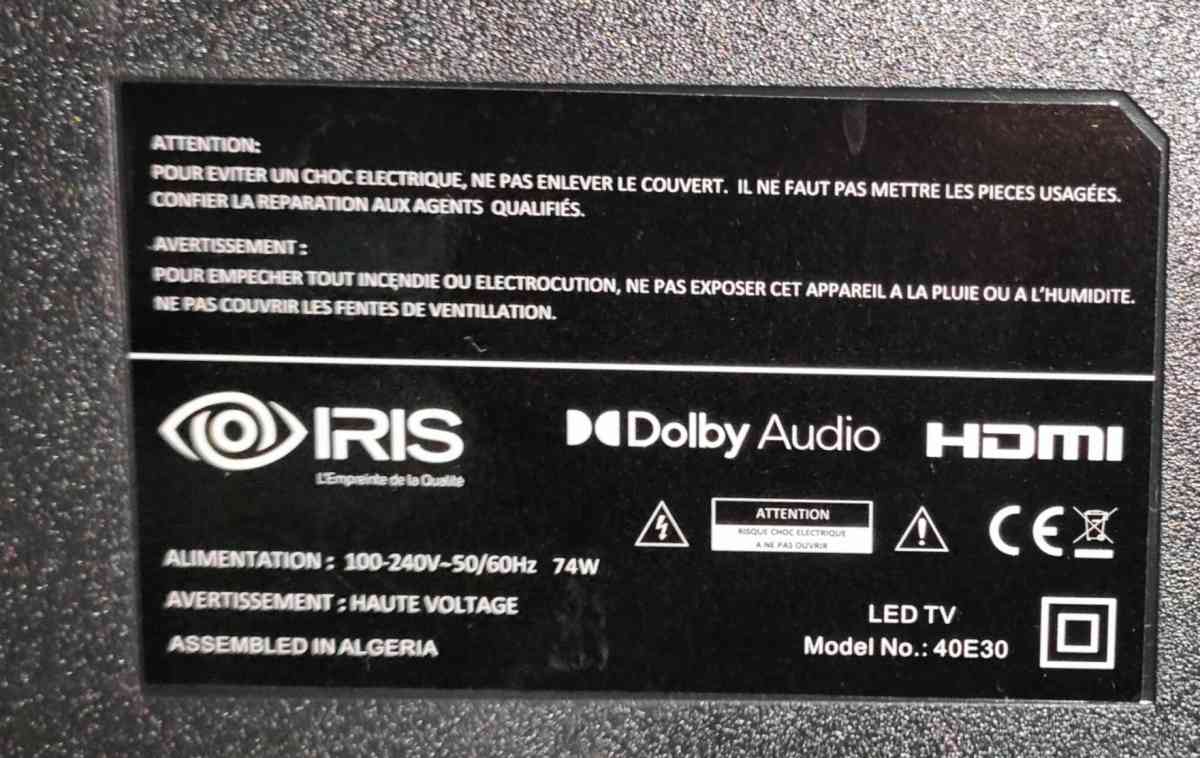 ATTENTION:
POUR EVITER UN CHOC ELECTRIQUE, NE PAS ENLEVER LE COUVERT. IL NE FAUT PAS METTRE LES PIECES USAGÉES.
CONFIER LA REPARATION AUX AGENTS QUALIFIÉS.
AVERTISSEMENT :
POUR EMPECHER TOUT INCENDIE OU ELECTROCUTION, NE PAS EXPOSER CET APPAREIL A LA PLUIE OU A L'HUMIDITE.
NE PAS COUVRIR LES FENTES DE VENTILLATION.
IRIS
L'Empreinte de la Qualité
Dolby Audio
HDMI
ATTENTION
RISQUE CHOC ELECTRIQUE
A NE PAS OUVRIR
CE
ALIMENTATION : 100-240V~50/60Hz 74W
AVERTISSEMENT : HAUTE VOLTAGE
ASSEMBLED IN ALGERIA
LED TV
Model No.: 40E30